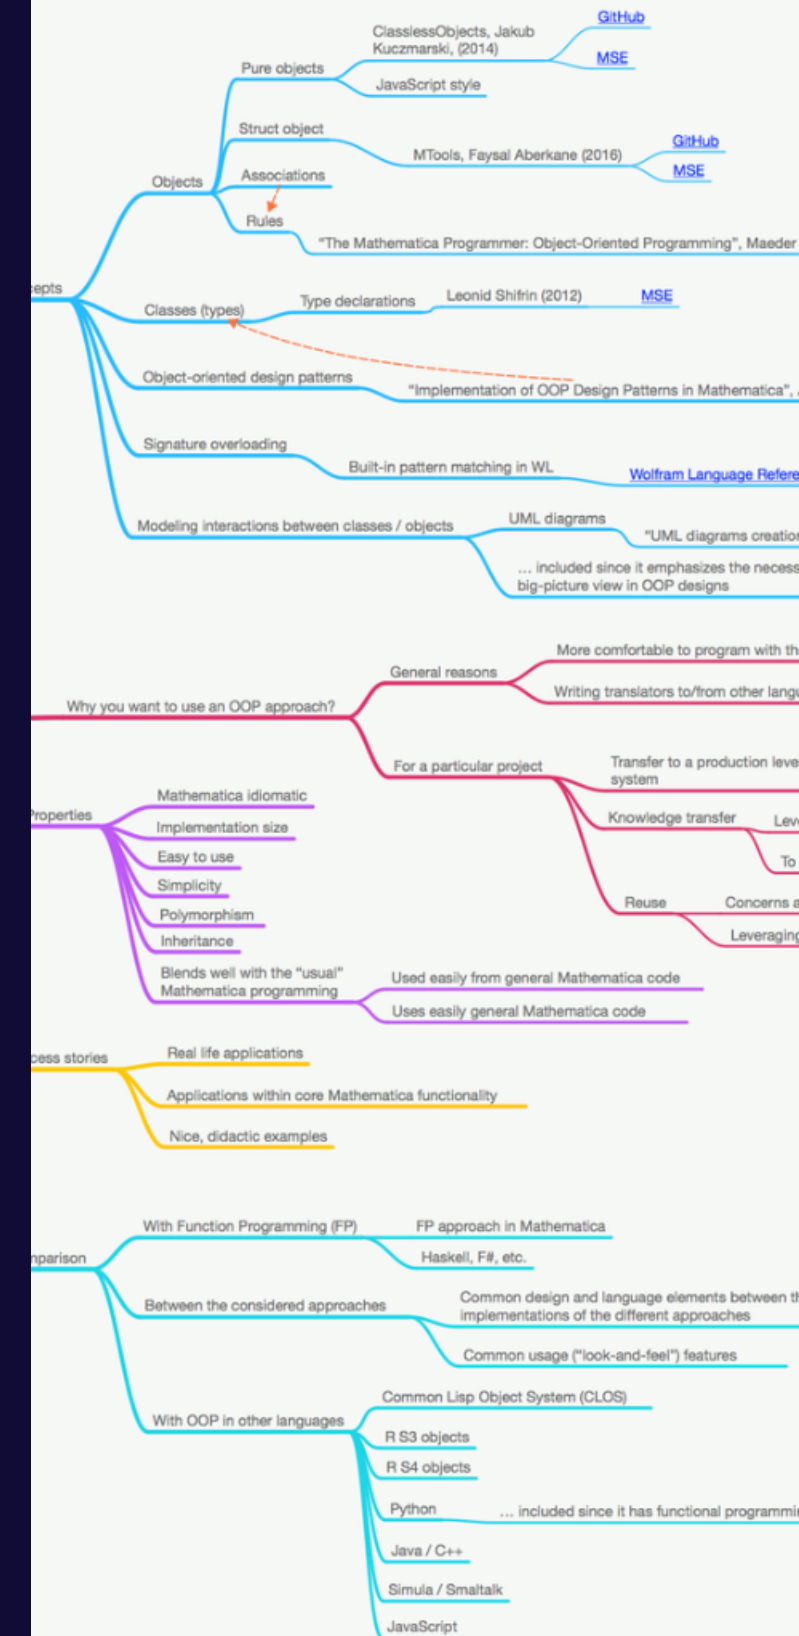 GitHub
ClasslessObjects, Jakub
Kuczmarski, (2014)
MSE
Pure objects
JavaScript style
Struct object
GitHub
MTools, Faysal Aberkane (2016)
MSE
Associations
Objects
Rules
"The Mathematica Programmer: Object-Oriented Programming", Maeder
cepts
Leonid Shifrin (2012)
MSE
Type declarations
Classes (types)
Object-oriented design patterns
"Implementation of OOP Design Patterns in Mathematica",
Signature overloading
Built-in pattern matching in WL
Wolfram Language Refere
UML diagrams
Modeling interactions between classes / objects
"UML diagrams creation
... included since it emphasizes the necess
big-picture view in OOP designs
More comfortable to program with th
General reasons
Writing translators to/from other langu
Why you want to use an OOP approach?
For a particular project
Transfer to a production leve
system
Knowledge transfer
Leve
To
Reuse
Concerns a
Leveraging
Properties
Mathematica idiomatic
Implementation size
Easy to use
Simplicity
Polymorphism
Inheritance
Blends well with the "usual"
Mathematica programming
Used easily from general Mathematica code
Uses easily general Mathematica code
cess stories
Real life applications
Applications within core Mathematica functionality
Nice, didactic examples
With Function Programming (FP)
FP approach in Mathematica
Haskell, F#, etc.
mparison
Between the considered approaches
Common design and language elements between th
implementations of the different approaches
Common usage ("look-and-feel") features
With OOP in other languages
Common Lisp Object System (CLOS)
R S3 objects
R S4 objects
Python
... included since it has functional programmin
Java / C++
Simula / Smaltalk
JavaScript